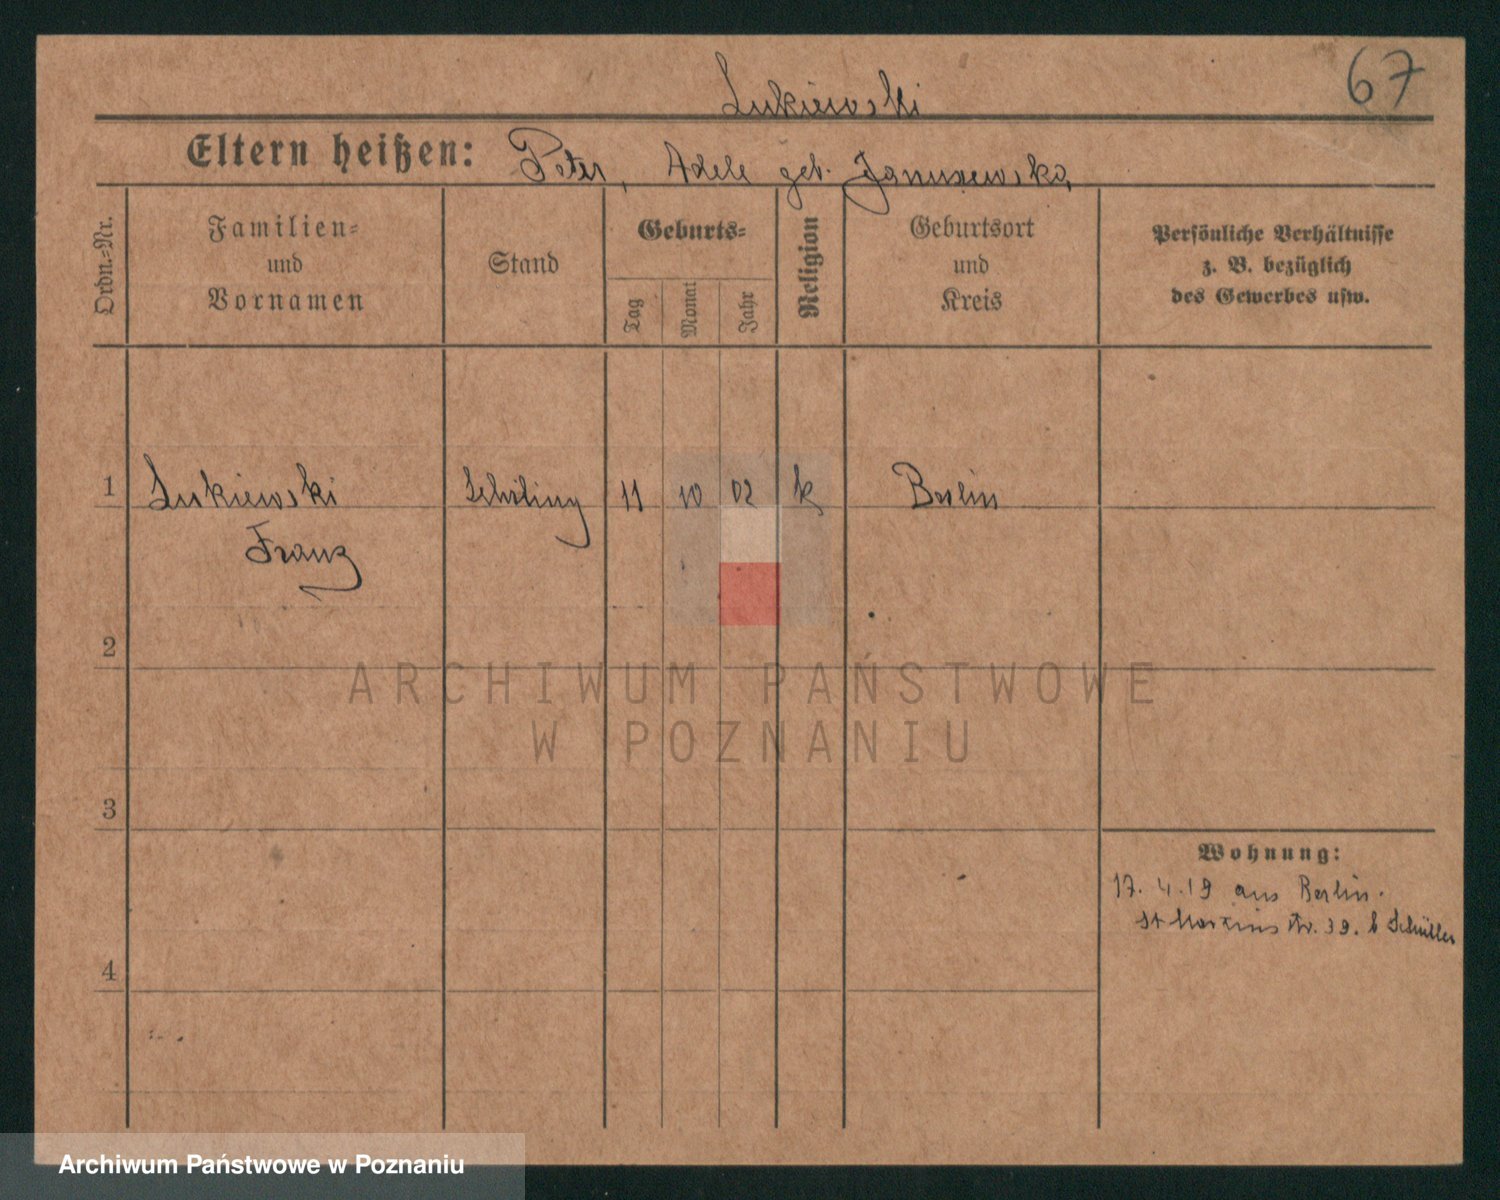 67
Lukiewski
Eltern heißen: Peter, Adele geb. Januszewska
Ordn.-Nr.
Familien-
und
Vornamen
Stand
Geburts-
Tag
Monat
Jahr
Religion
Geburtsort
und
Kreis
Persönliche Verhältnisse
z. B. bezüglich
des Gewerbes usw.
1 Lukiewski Lehrling 11 10 02 k Berlin
Franz
2
ARCHIWUM PAŃSTWOWE
W POZNANIU
3
Wohnung:
17. 4. 19 aus Berlin.
St Martins str. 39. b Schüller
4
Archiwum Państwowe w Poznaniu